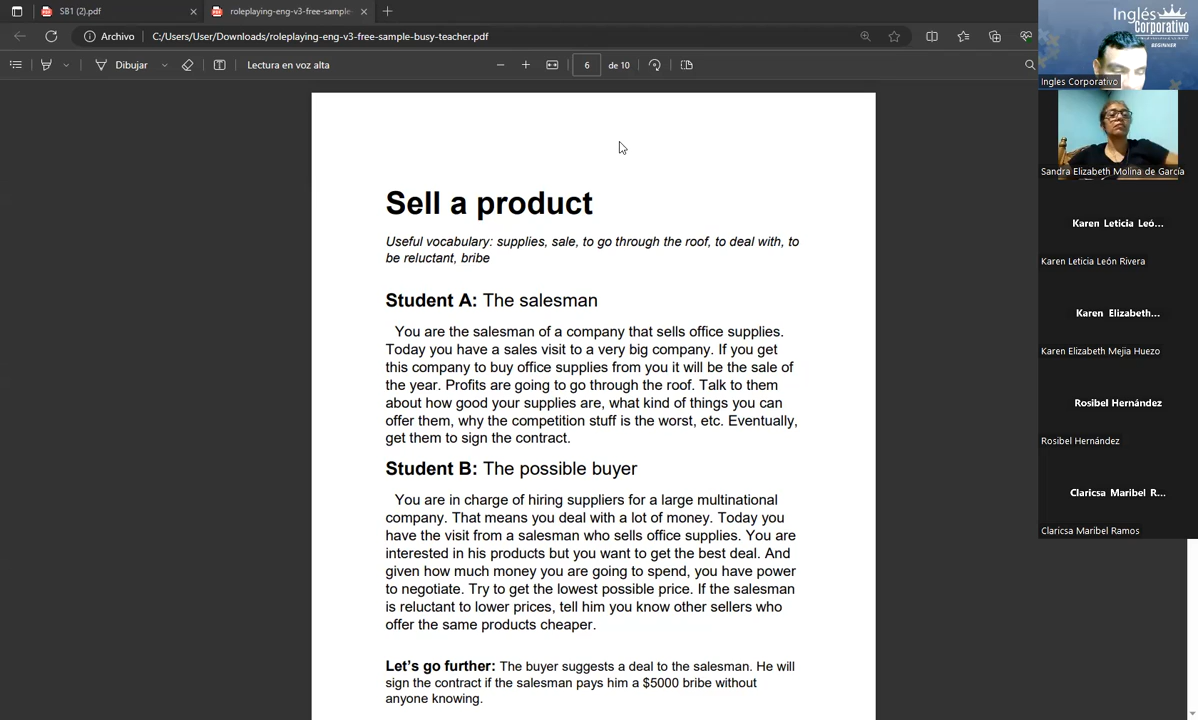 SB1 (2).pdf
roleplaying-eng-v3-free-sample-
Archivo
C:/Users/User/Downloads/roleplaying-eng-v3-free-sample-busy-teacher.pdf
Dibujar
Lectura en voz alta
6
de 10
Sell a product
Useful vocabulary: supplies, sale, to go through the roof, to deal with, to
be reluctant, bribe
Student A: The salesman
You are the salesman of a company that sells office supplies.
Today you have a sales visit to a very big company. If you get
this company to buy office supplies from you it will be the sale of
the year. Profits are going to go through the roof. Talk to them
about how good your supplies are, what kind of things you can
offer them, why the competition stuff is the worst, etc. Eventually,
get them to sign the contract.
Student B: The possible buyer
You are in charge of hiring suppliers for a large multinational
company. That means you deal with a lot of money. Today you
have the visit from a salesman who sells office supplies. You are
interested in his products but you want to get the best deal. And
given how much money you are going to spend, you have power
to negotiate. Try to get the lowest possible price. If the salesman
is reluctant to lower prices, tell him you know other sellers who
offer the same products cheaper.
Let's go further: The buyer suggests a deal to the salesman. He will
sign the contract if the salesman pays him a $5000 bribe without
anyone knowing.
Inglés
Corporativo
BEGINNER
Ingles Corporativo
Sandra Elizabeth Molina de García
Karen Leticia Leó...
Karen Leticia León Rivera
Karen Elizabeth...
Karen Elizabeth Mejia Huezo
Rosibel Hernández
Rosibel Hernández
Claricsa Maribel R...
Claricsa Maribel Ramos